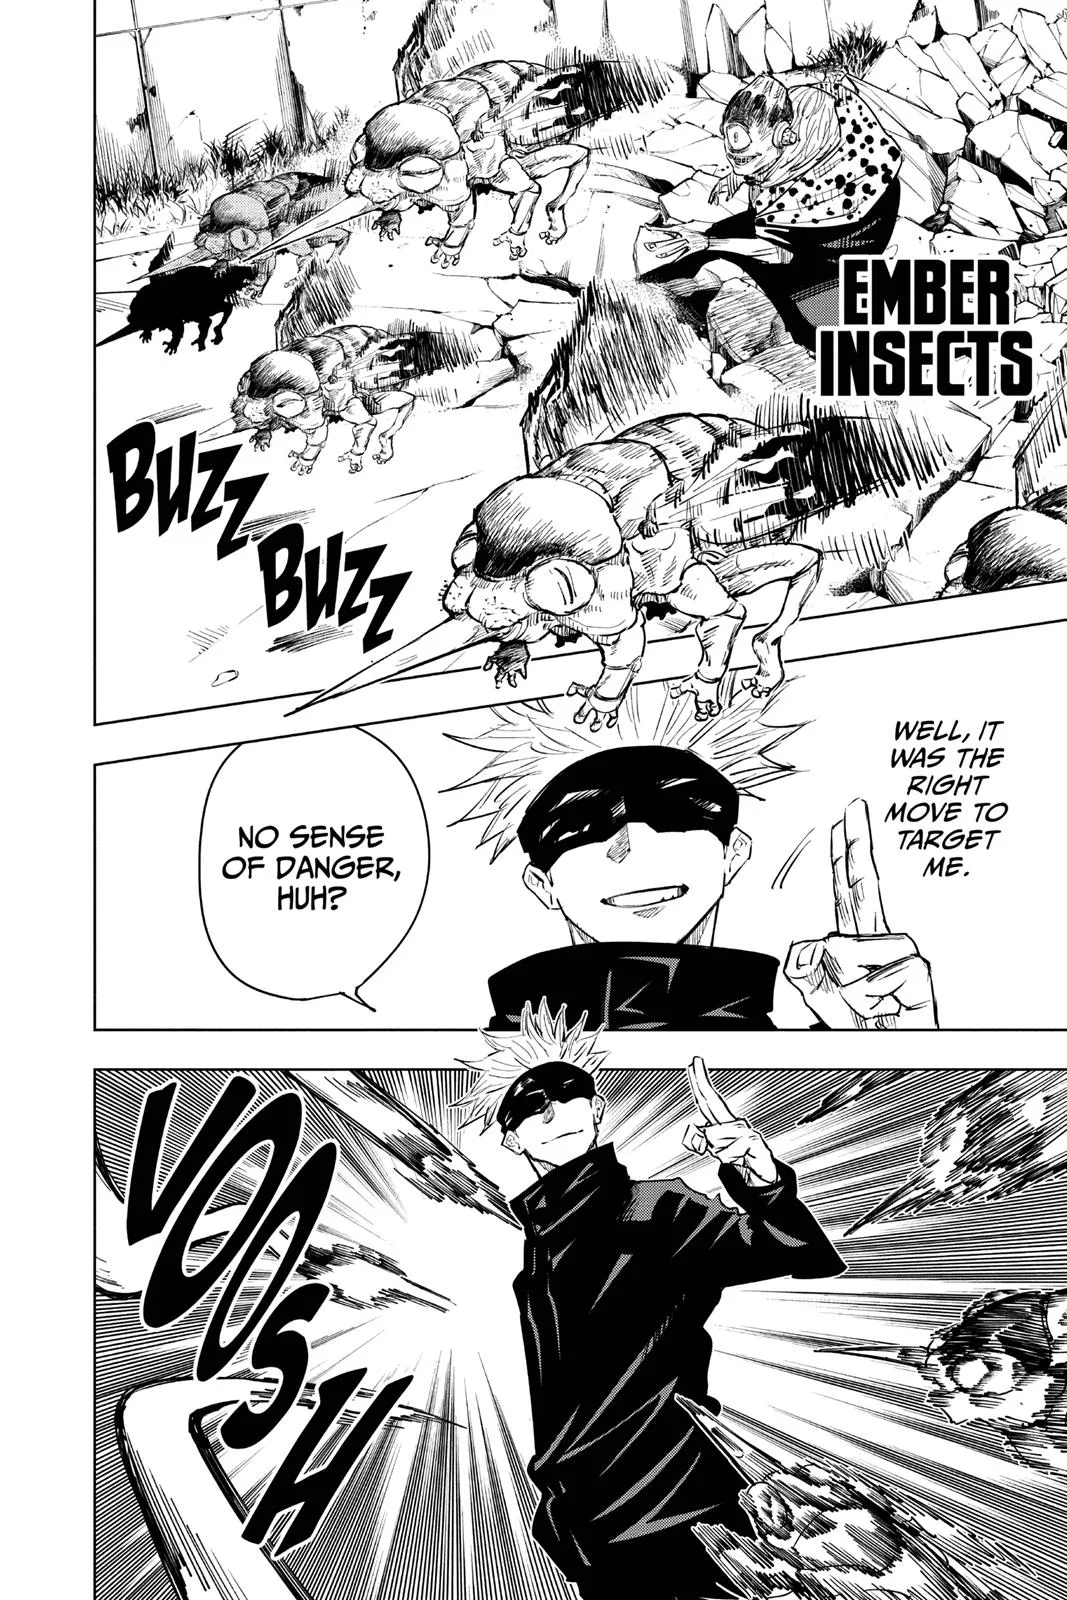 EMBER
INSECTS
BUZZ
BUZZ
WELL, IT
WAS THE
RIGHT
MOVE TO
TARGET
ME.
NO SENSE
OF DANGER,
HUH?
VOOSH